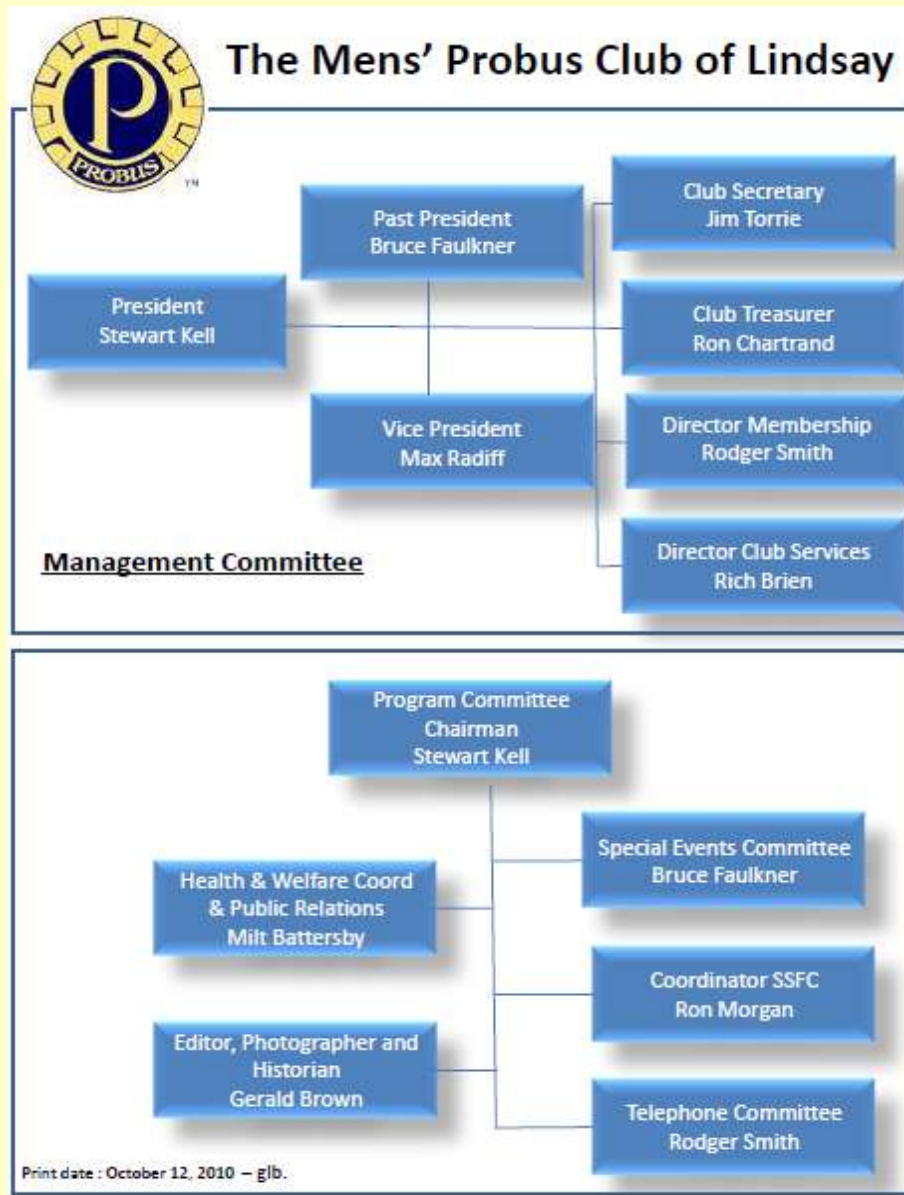 The Mens' Probus Club of Lindsay
P
PROBUS
TM
Past President
Bruce Faulkner
Club Secretary
Jim Torrie
President
Stewart Kell
Club Treasurer
Ron Chartrand
Vice President
Max Radiff
Director Membership
Rodger Smith
Director Club Services
Rich Brien
Management Committee
Program Committee
Chairman
Stewart Kell
Special Events Committee
Bruce Faulkner
Health & Welfare Coord
& Public Relations
Milt Battersby
Coordinator SSFC
Ron Morgan
Editor, Photographer and
Historian
Gerald Brown
Telephone Committee
Rodger Smith
Print date : October 12, 2010 – glb.